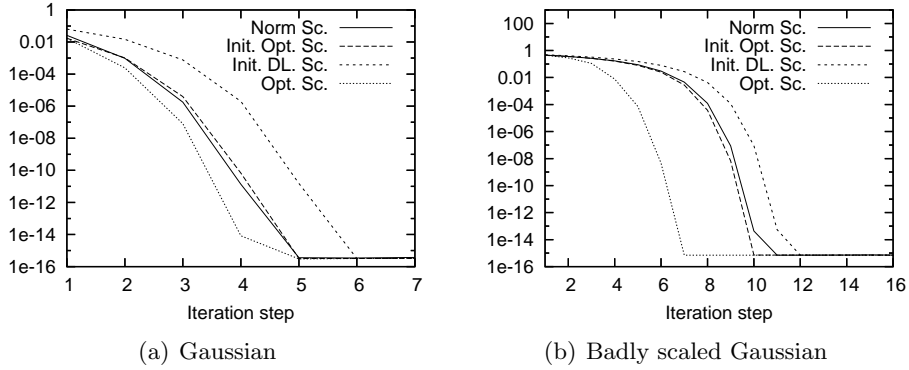 1
0.01
1e-04
1e-06
1e-08
1e-10
1e-12
1e-14
1e-16
1 2 3 4 5 6 7
Iteration step
Norm Sc.
Init. Opt. Sc.
Init. DL. Sc.
Opt. Sc.
(a) Gaussian
100
1
0.01
1e-04
1e-06
1e-08
1e-10
1e-12
1e-14
1e-16
2 4 6 8 10 12 14 16
Iteration step
Norm Sc.
Init. Opt. Sc.
Init. DL. Sc.
Opt. Sc.
(b) Badly scaled Gaussian